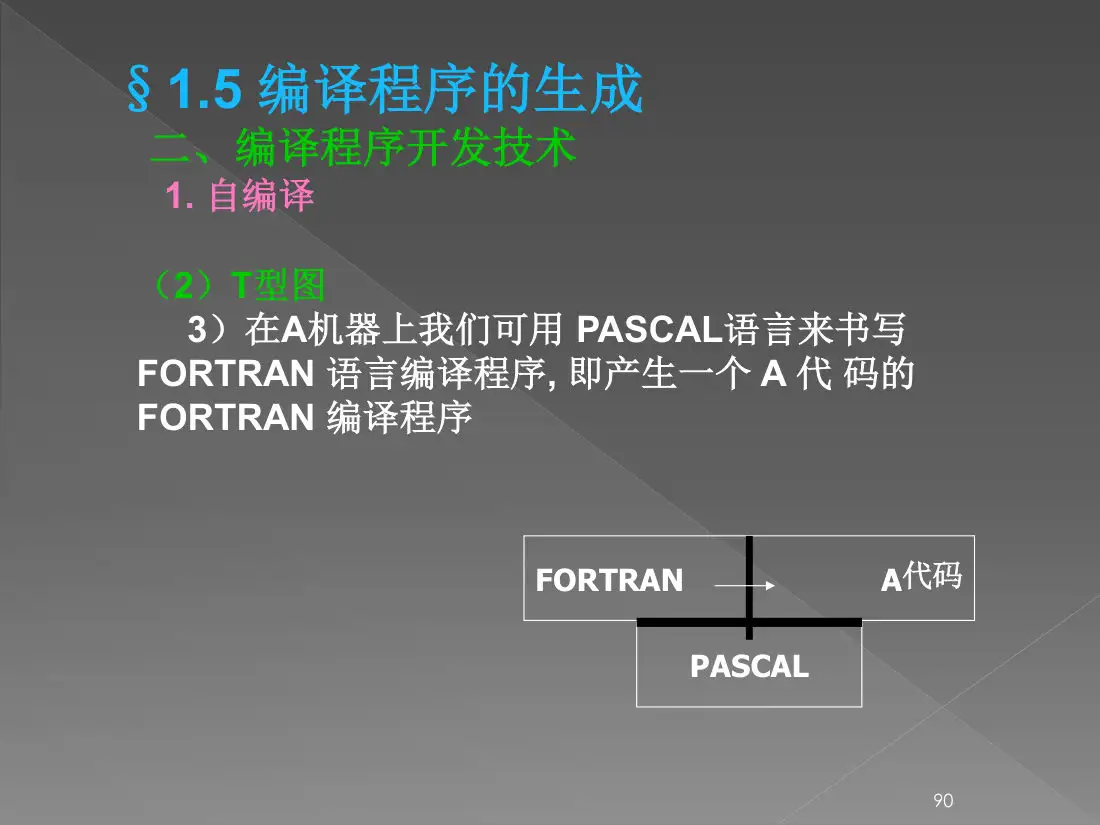 §1.5 编译程序的生成
二、编译程序开发技术
1. 自编译
（2）T型图
3）在A机器上我们可用 PASCAL语言来书写
FORTRAN 语言编译程序, 即产生一个 A 代 码的
FORTRAN 编译程序
FORTRAN A代码
PASCAL
90